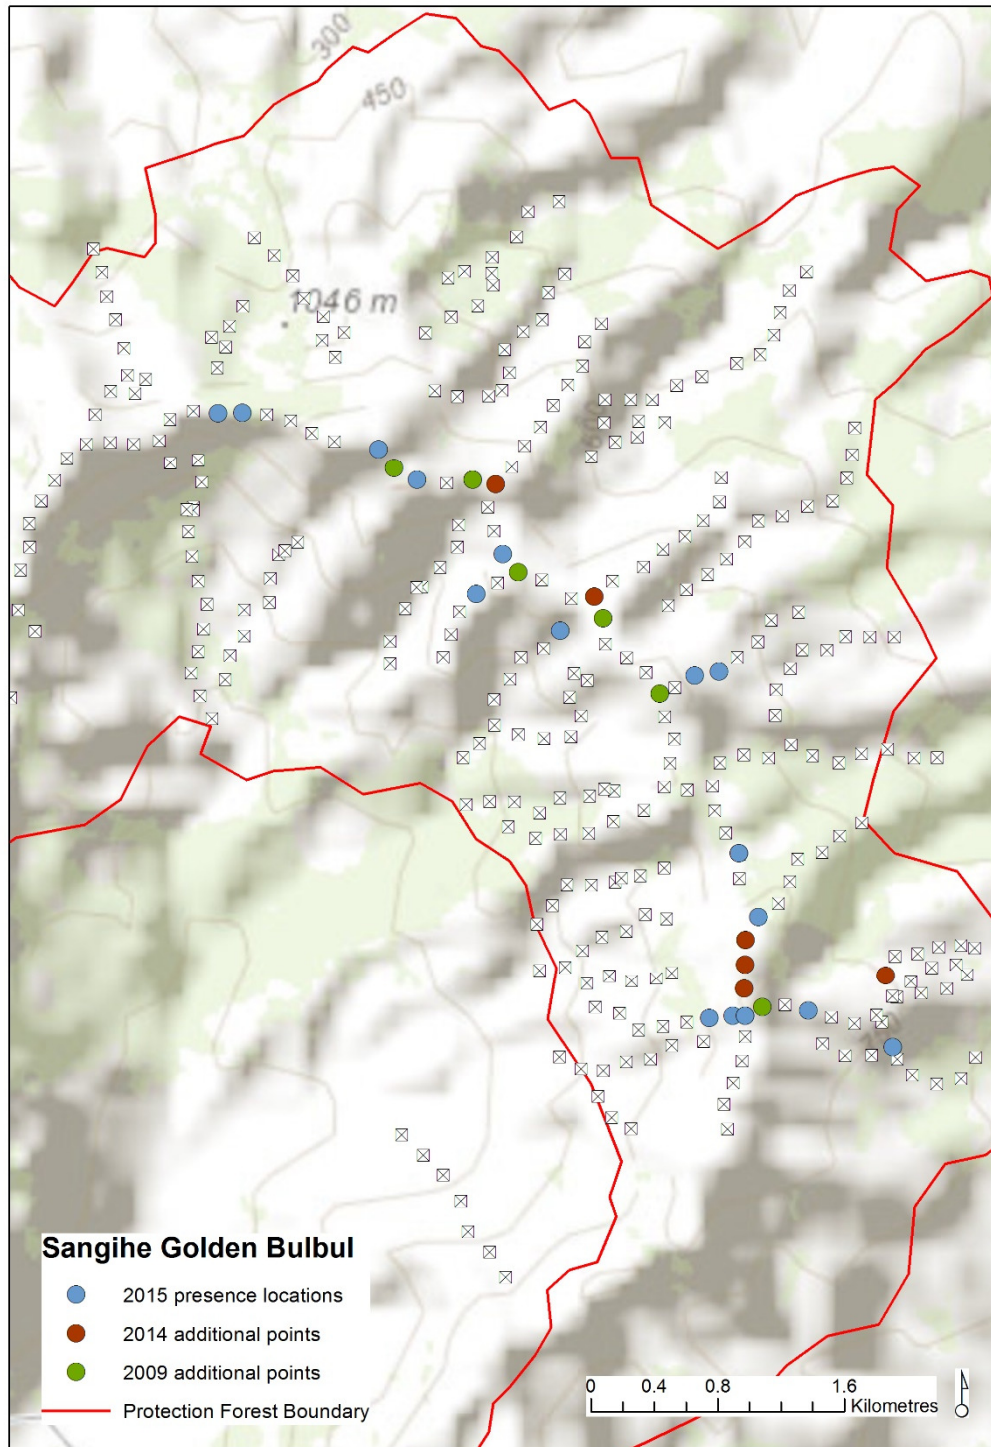 300
450
1046 m
Sangihe Golden Bulbul
2015 presence locations
2014 additional points
2009 additional points
Protection Forest Boundary
0 0.4 0.8 1.6
Kilometres